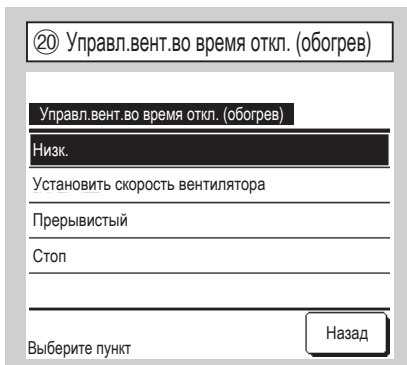 ⑳ Управл.вент.во время откл. (обогрев)
Управл.вент.во время откл. (обогрев)
Низк.
Установить скорость вентилятора
Прерывистый
Стоп
Назад
Выберите пункт